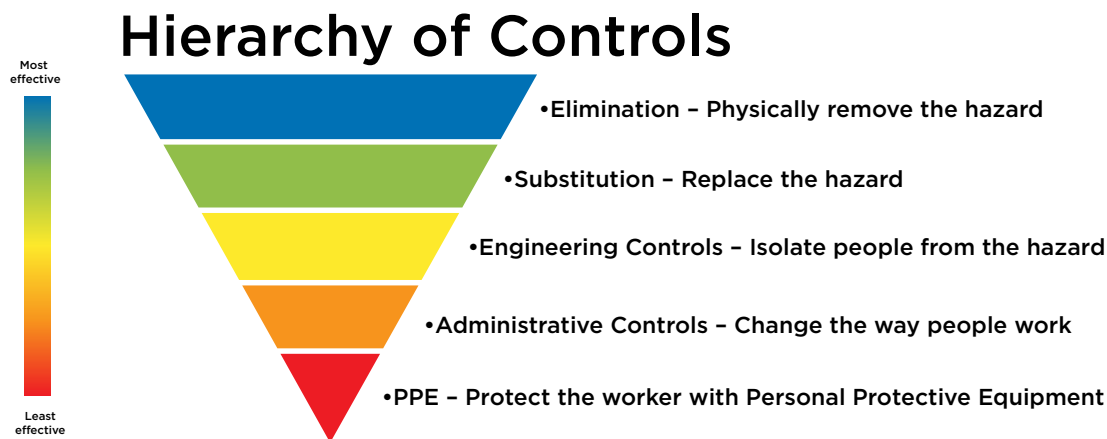 Hierarchy of Controls
Most
effective
•Elimination – Physically remove the hazard
•Substitution – Replace the hazard
•Engineering Controls – Isolate people from the hazard
•Administrative Controls – Change the way people work
•PPE – Protect the worker with Personal Protective Equipment
Least
effective